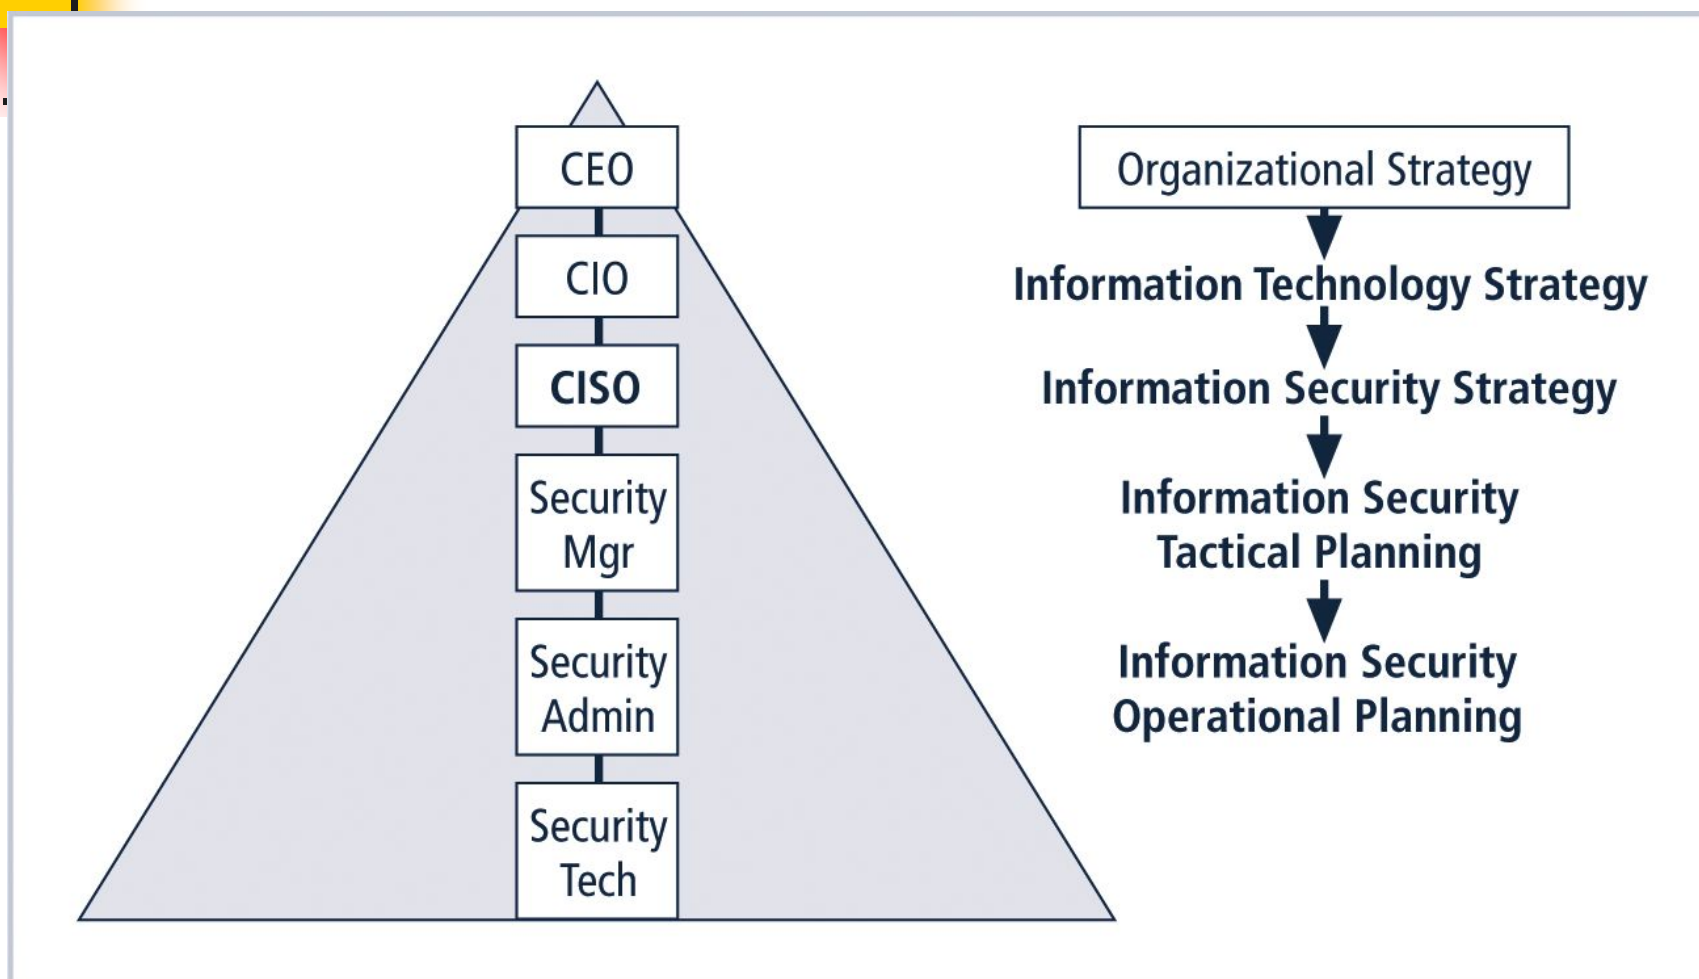 CEO
CIO
CISO
Security
Mgr
Security
Admin
Security
Tech
Organizational Strategy
Information Technology Strategy
Information Security Strategy
Information Security
Tactical Planning
Information Security
Operational Planning